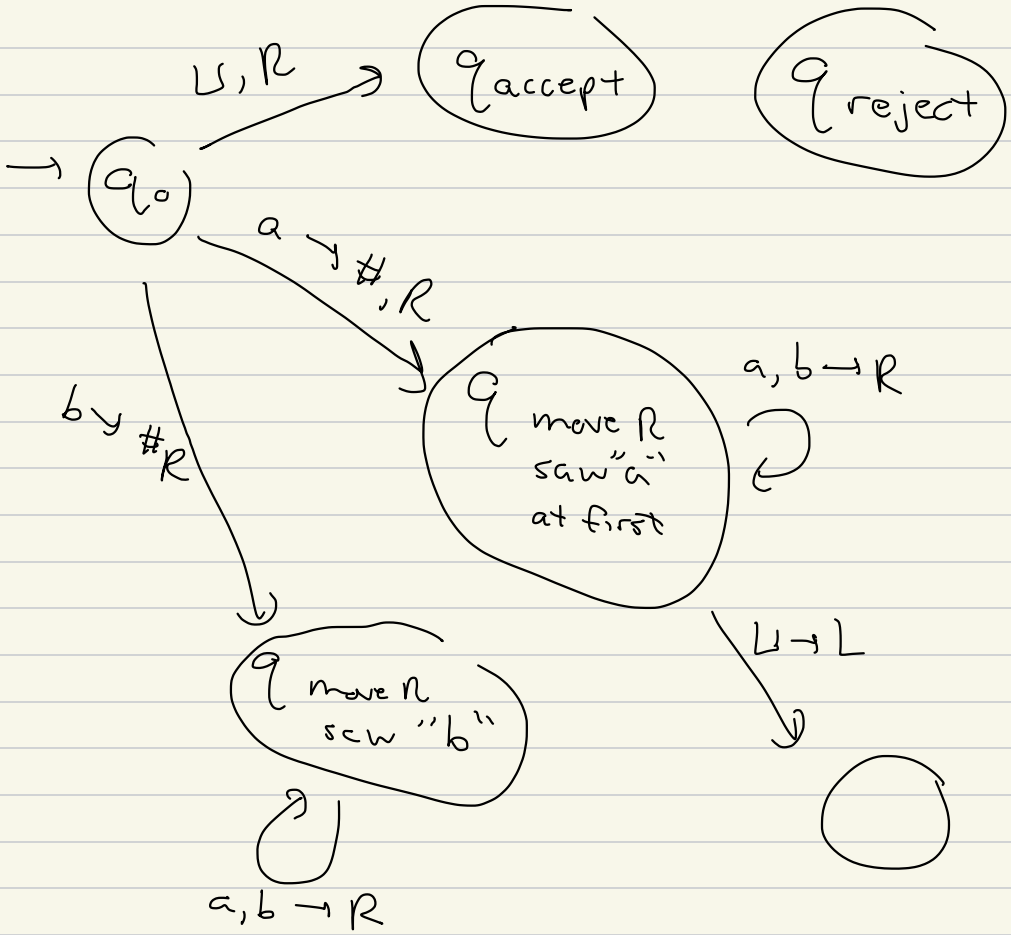 ⊔, R
q accept
q reject
→ q₀
a → #, R
b → # R
q move R
saw "a"
at first
a, b → R
⊔ → L
q move R
saw "b"
a, b → R